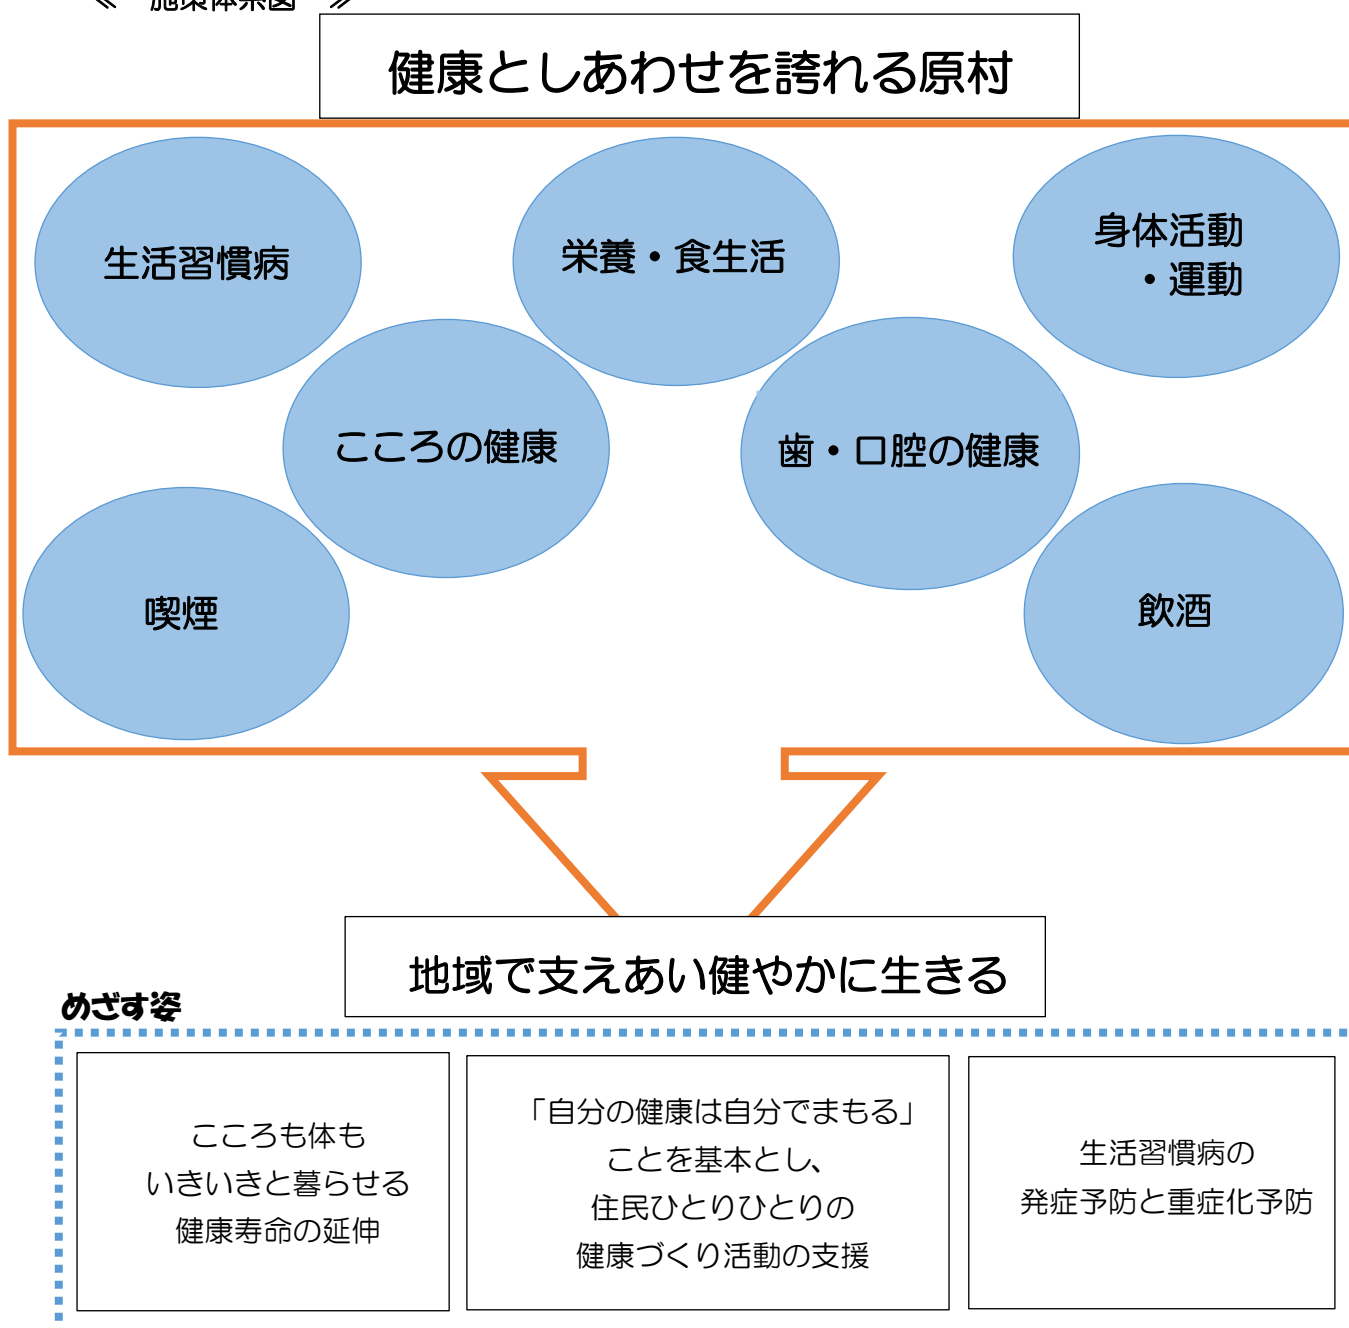 ≪ 施策体系図 ≫
健康としあわせを誇れる原村
生活習慣病
栄養・食生活
身体活動
・運動
こころの健康
歯・口腔の健康
喫煙
飲酒
地域で支えあい健やかに生きる
めざす姿
こころも体も
いきいきと暮らせる
健康寿命の延伸
「自分の健康は自分でまもる」
ことを基本とし、
住民ひとりひとりの
健康づくり活動の支援
生活習慣病の
発症予防と重症化予防